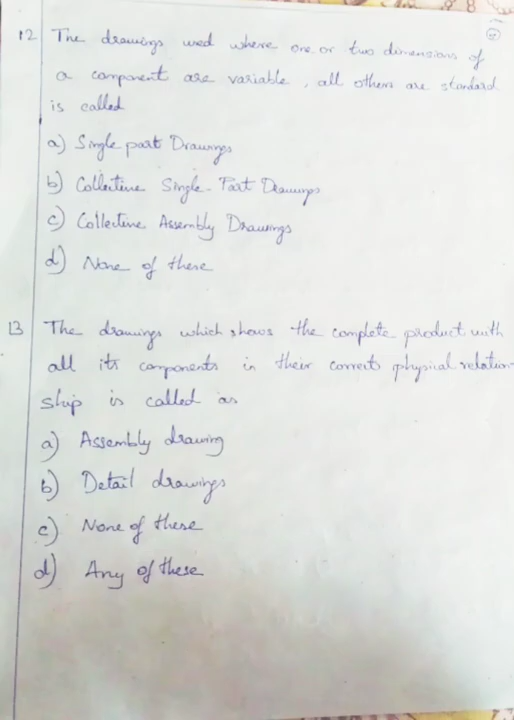 12 The drawings used where one or two dimensions of
a component are variable, all others are standard
is called
a) Single part Drawings
b) Collective Single-Part Drawings
c) Collective Assembly Drawings
d) None of these
13 The drawings which shows the complete product with
all its components in their correct physical relation-
ship is called as
a) Assembly drawing
b) Detail drawings
c) None of these
d) Any of these